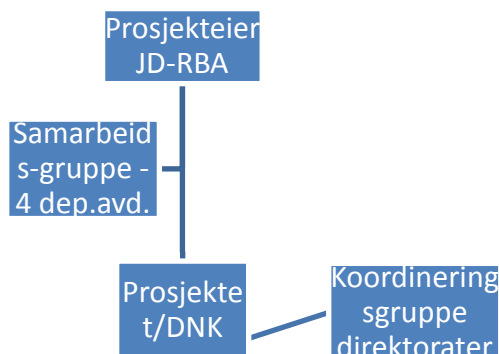 Prosjekteier
JD-RBA
Samarbeid
s-gruppe -
4 dep.avd.
Prosjekte
t/DNK
Koordinering
sgruppe
direktorater